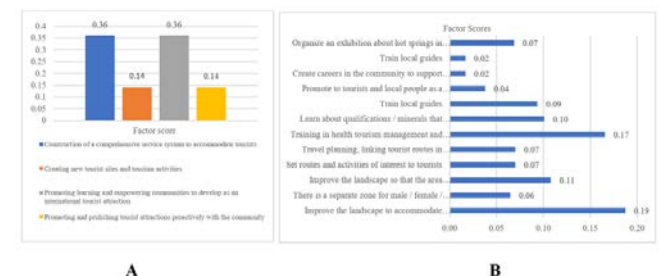 0.4
0.35
0.3
0.25
0.2
0.15
0.1
0.05
0
0.36
0.14
0.36
0.14
Factor score
Construction of a comprehensive service system to accommodate tourists
Creating new tourist sites and tourism activities
Promoting learning and empowering communities to develop as an
international tourist attraction
Promoting and publishing tourist attractions proactively with the community
A
Factor Scores
Organize an exhibition about hot springs in... 0.07
Train local guides 0.02
Create careers in the community to support... 0.02
Promote to tourists and local people as a... 0.04
Train local guides 0.09
Learn about qualifications / minerals that... 0.10
Training in health tourism management and... 0.17
Travel planning, linking tourist routes in... 0.07
Set routes and activities of interest to tourists 0.07
Improve the landscape so that the area... 0.11
There is a separate zone for male / female /... 0.06
Improve the landscape to accommodate... 0.19
0.00 0.05 0.10 0.15 0.20
B